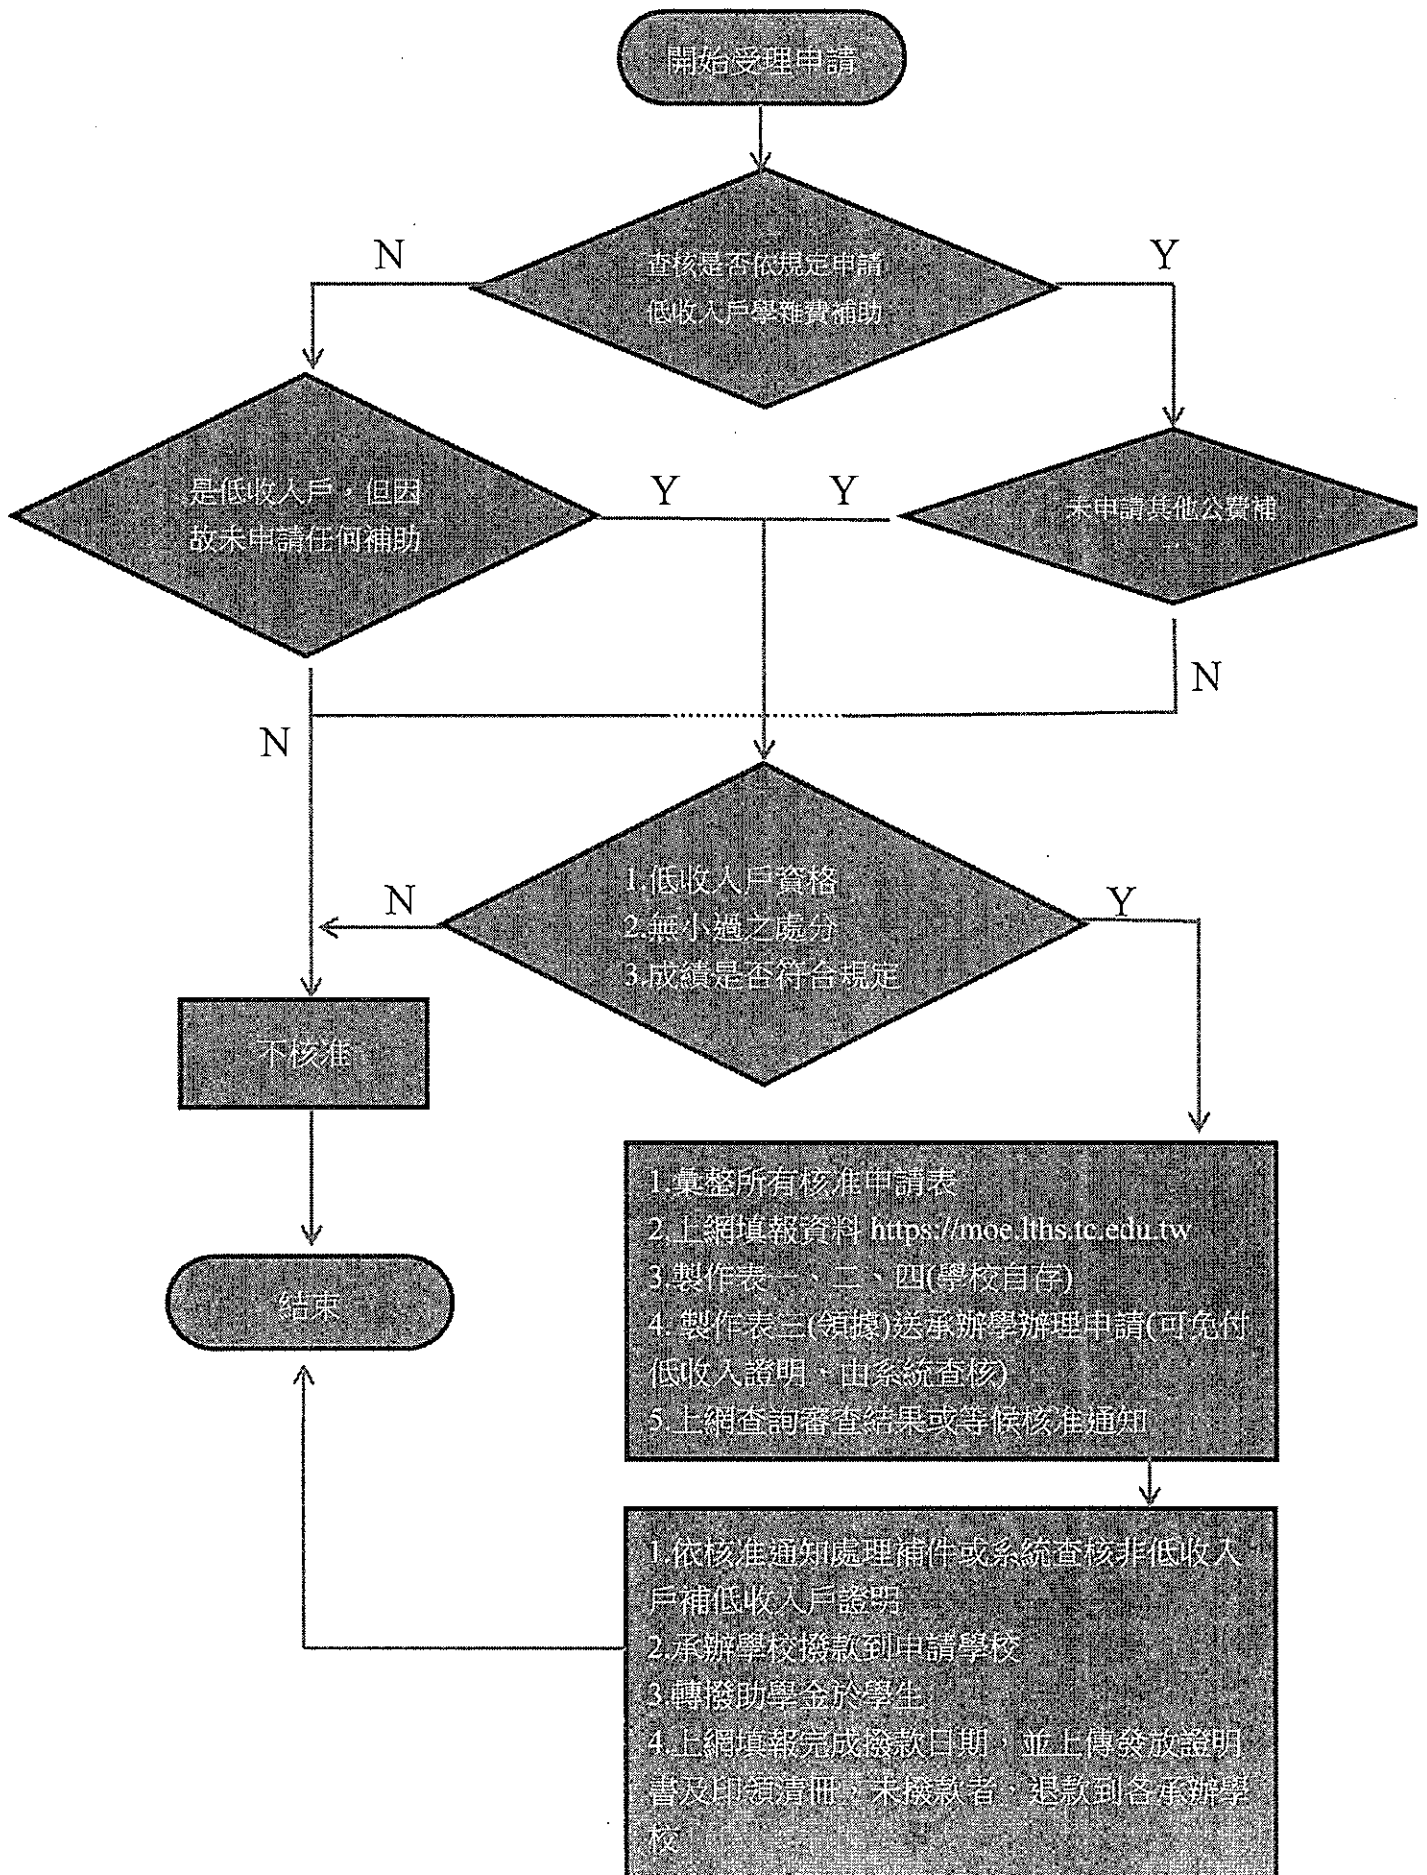 開始受理申請
N
Y
查核是否依規定申請
低收入戶學雜費補助
是低收入戶，但因
故未申請任何補助
Y
Y
未申請其他公費補
...
N
N
1.低收入戶資格
2.無小過之處分
3.成績是否符合規定
N
Y
不核准
結束
1.彙整所有核准申請表
2.上網填報資料 https://moe.lths.tc.edu.tw
3.製作表一、二、四(學校自存)
4. 製作表三(領據)送承辦學辦理申請(可免付
低收入證明、由系統查核)
5.上網查詢審查結果或等候核准通知
1.依核准通知處理補件或系統查核非低收入
戶補低收入戶證明
2.承辦學校撥款到申請學校
3.轉撥助學金於學生
4.上網填報完成撥款日期，並上傳發放證明
書及印領清冊，未撥款者，退款到各承辦學
校